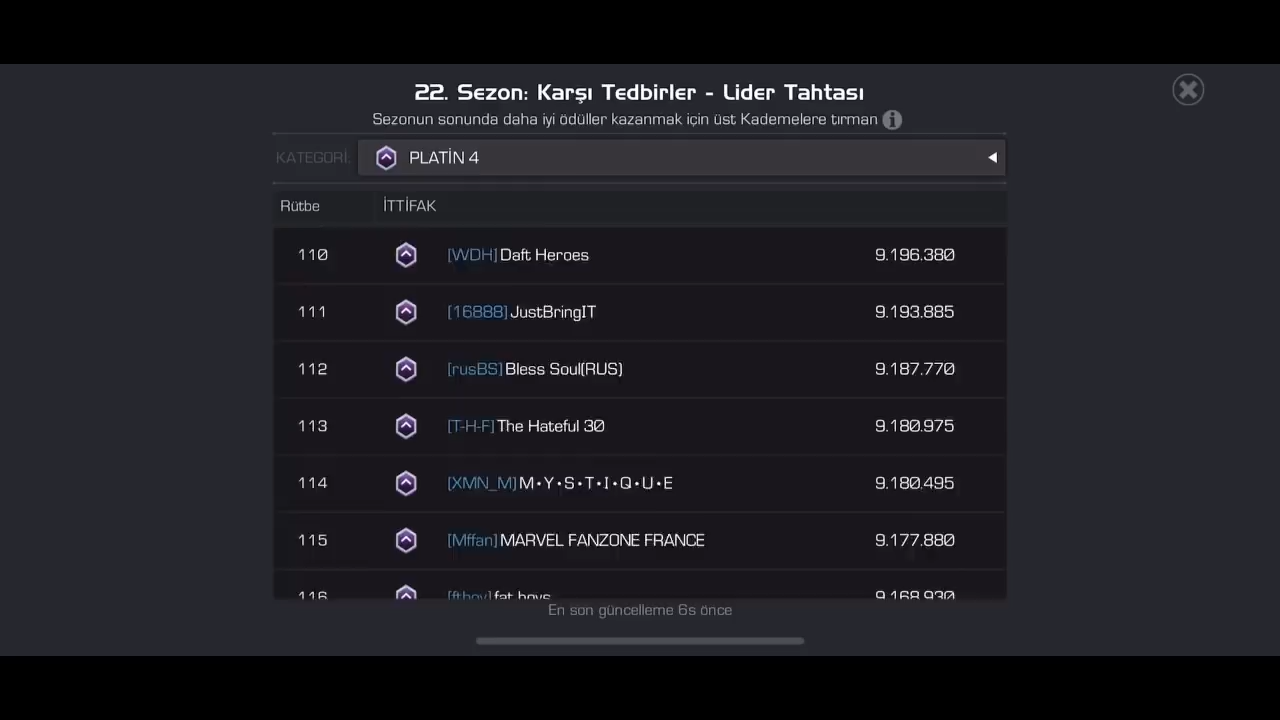 22. Sezon: Karşı Tedbirler - Lider Tahtası
Sezonun sonunda daha iyi ödüller kazanmak için üst Kademelere tırman
KATEGORİ: PLATİN 4
Rütbe İTTİFAK
110 [WDH] Daft Heroes 9.196.380
111 [16888] JustBringIT 9.193.885
112 [rusBS] Bless Soul(RUS) 9.187.770
113 [T-H-F] The Hateful 30 9.180.975
114 [XMN_M] M•Y•S•T•I•Q•U•E 9.180.495
115 [Mffan] MARVEL FANZONE FRANCE 9.177.880
116 [ftboy] fat boys 9.168.930
En son güncelleme 6s önce